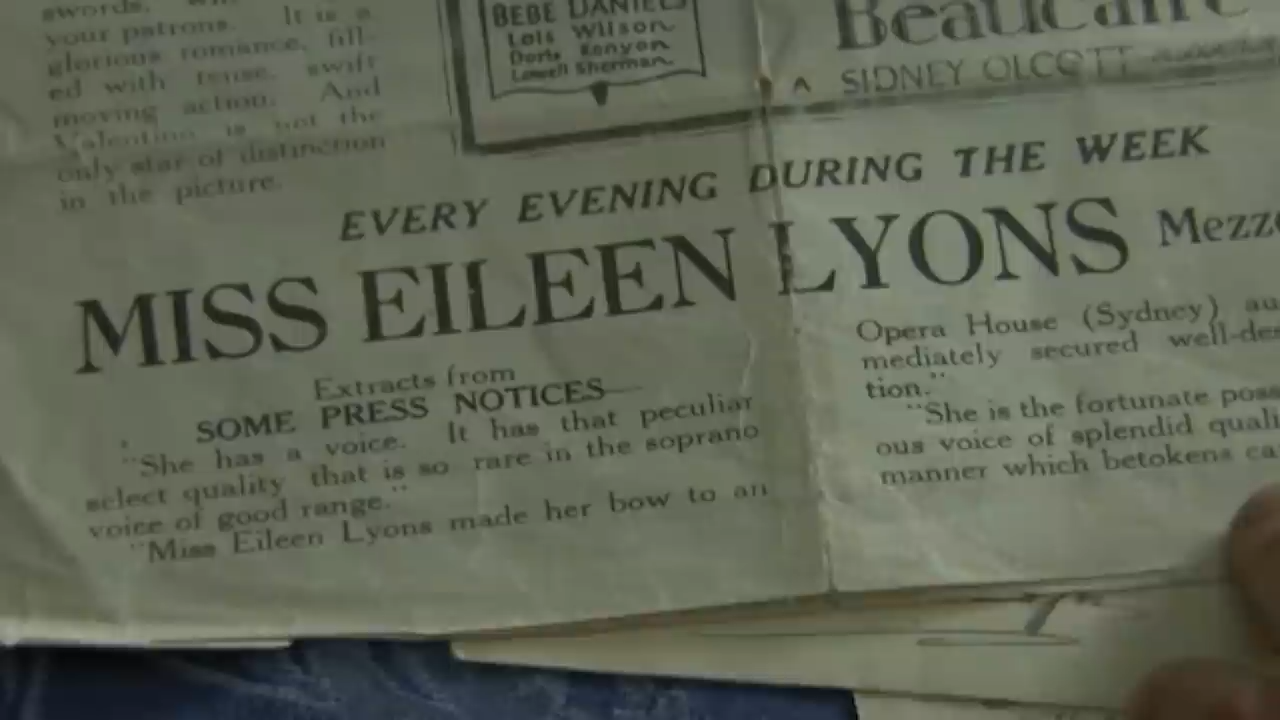 swords.
your patrons. It is a
glorious romance, fill-
ed with tense, swift
moving action. And
Valentino is not the
only star of distinction
in the picture.
BEBE DANIELS
Lois Wilson
Doris Kenyon
Lowell Sherman
Beaucaire
A SIDNEY OLCOTT
EVERY EVENING DURING THE WEEK
MISS EILEEN LYONS Mezzo
Extracts from
SOME PRESS NOTICES—
"She has a voice. It has that peculiar
select quality that is so rare in the soprano
voice of good range."
"Miss Eileen Lyons made her bow to an
Opera House (Sydney) au
mediately secured well-des
tion."
"She is the fortunate poss
ous voice of splendid quali
manner which betokens ca